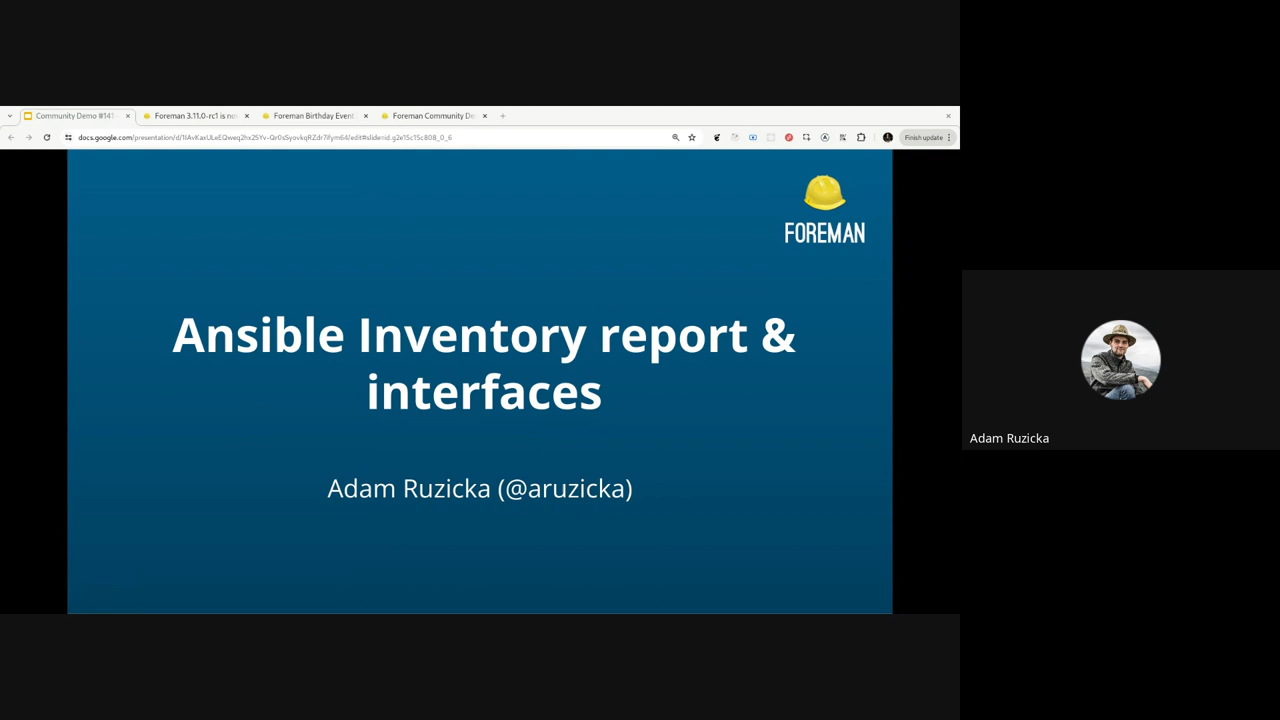 Community Demo #141
Foreman 3.11.0-rc1 is no
Foreman Birthday Event
Foreman Community De
Finish update
FOREMAN
Ansible Inventory report &
interfaces
Adam Ruzicka (@aruzicka)
Adam Ruzicka